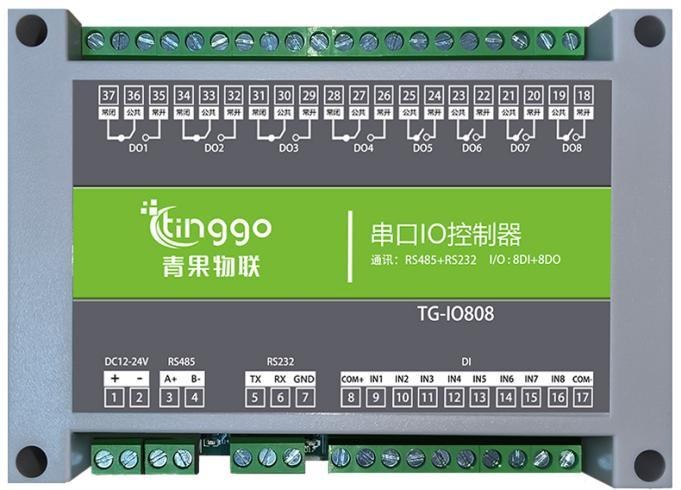 37 36 35 34 33 32 31 30 29 28 27 26 25 24 23 22 21 20 19 18
常闭 公共 常开 常闭 公共 常开 常闭 公共 常开 常闭 公共 常开 公共 常开 公共 常开 公共 常开 公共 常开
DO1 DO2 DO3 DO4 DO5 DO6 DO7 DO8
tinggo
青果物联
串口IO控制器
通讯：RS485+RS232 I/O : 8DI+8DO
TG-IO808
DC12-24V RS485 RS232 DI
+ - A+ B- TX RX GND COM+ IN1 IN2 IN3 IN4 IN5 IN6 IN7 IN8 COM-
1 2 3 4 5 6 7 8 9 10 11 12 13 14 15 16 17